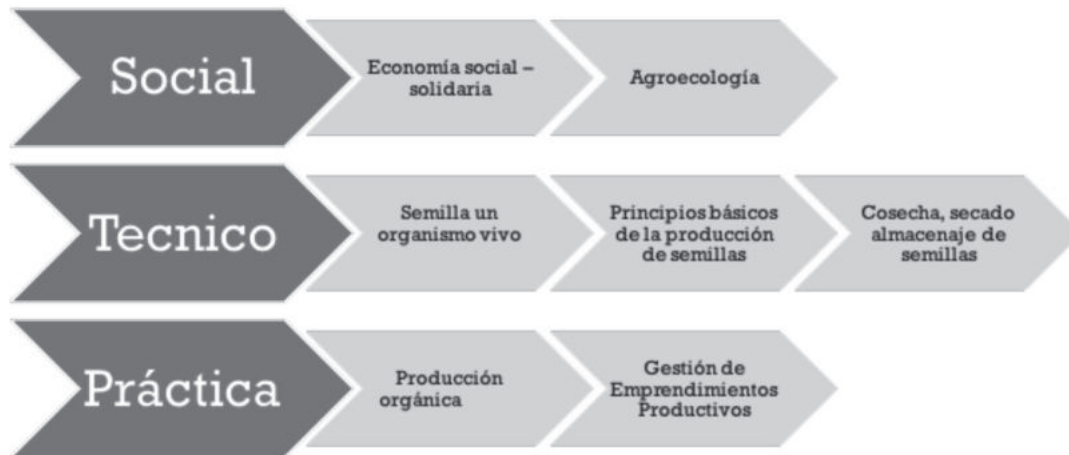 Social
Economía social –
solidaria
Agroecología
Tecnico
Semilla un
organismo vivo
Principios básicos
de la producción
de semillas
Cosecha, secado
almacenaje de
semillas
Práctica
Producción
orgánica
Gestión de
Emprendimientos
Productivos